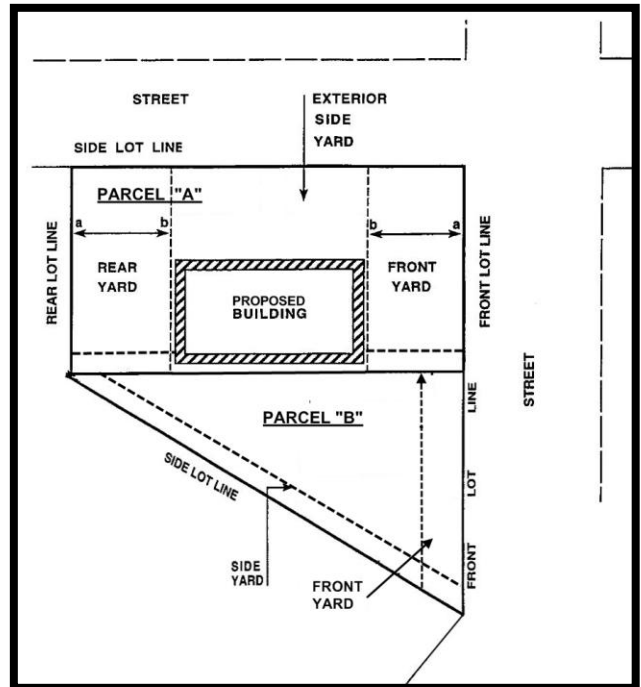 STREET
EXTERIOR
SIDE
YARD
SIDE LOT LINE
PARCEL "A"
a
b
b
a
REAR LOT LINE
REAR
YARD
FRONT
YARD
FRONT LOT LINE
PROPOSED
BUILDING
STREET
PARCEL "B"
FRONT LOT LINE
SIDE LOT LINE
SIDE
YARD
FRONT
YARD